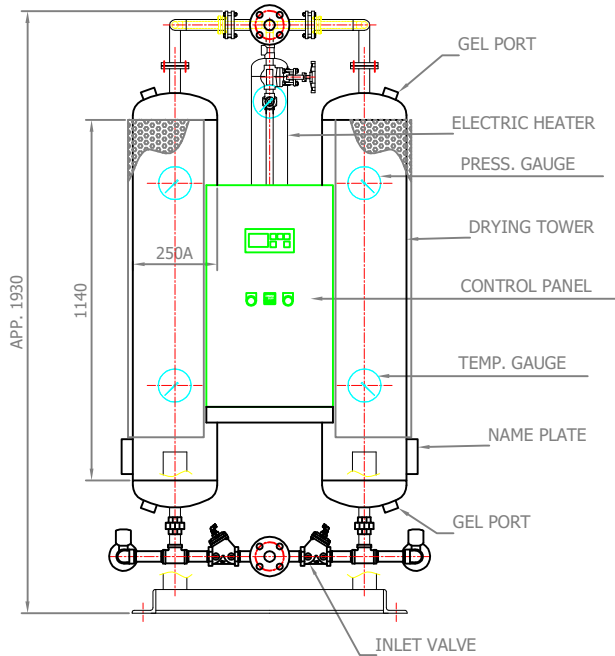 GEL PORT
ELECTRIC HEATER
PRESS. GAUGE
DRYING TOWER
250A
CONTROL PANEL
1140
APP. 1930
TEMP. GAUGE
NAME PLATE
GEL PORT
INLET VALVE